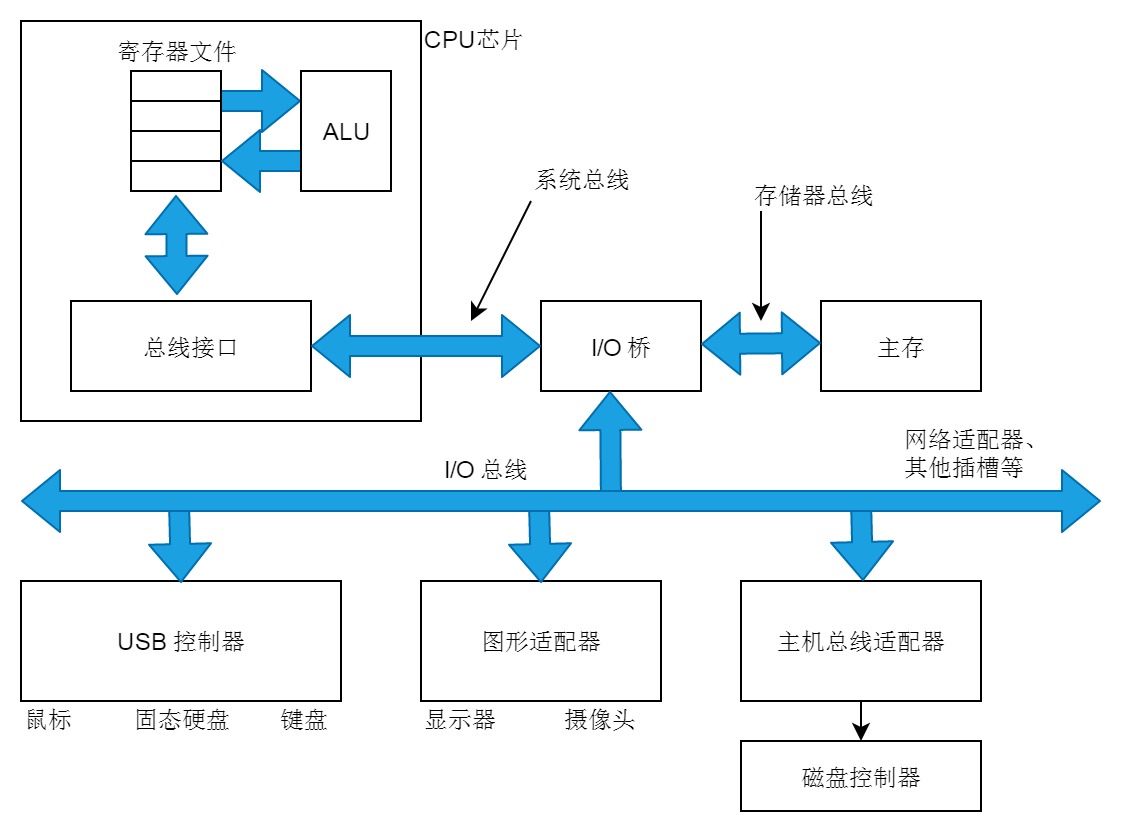 CPU芯片
寄存器文件
ALU
系统总线
存储器总线
总线接口
I/O 桥
主存
网络适配器、
其他插槽等
I/O 总线
USB 控制器
图形适配器
主机总线适配器
鼠标
固态硬盘
键盘
显示器
摄像头
磁盘控制器